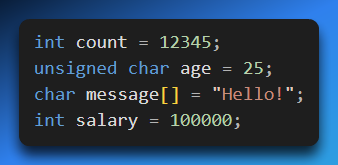 int count = 12345;
unsigned char age = 25;
char message[] = "Hello!";
int salary = 100000;